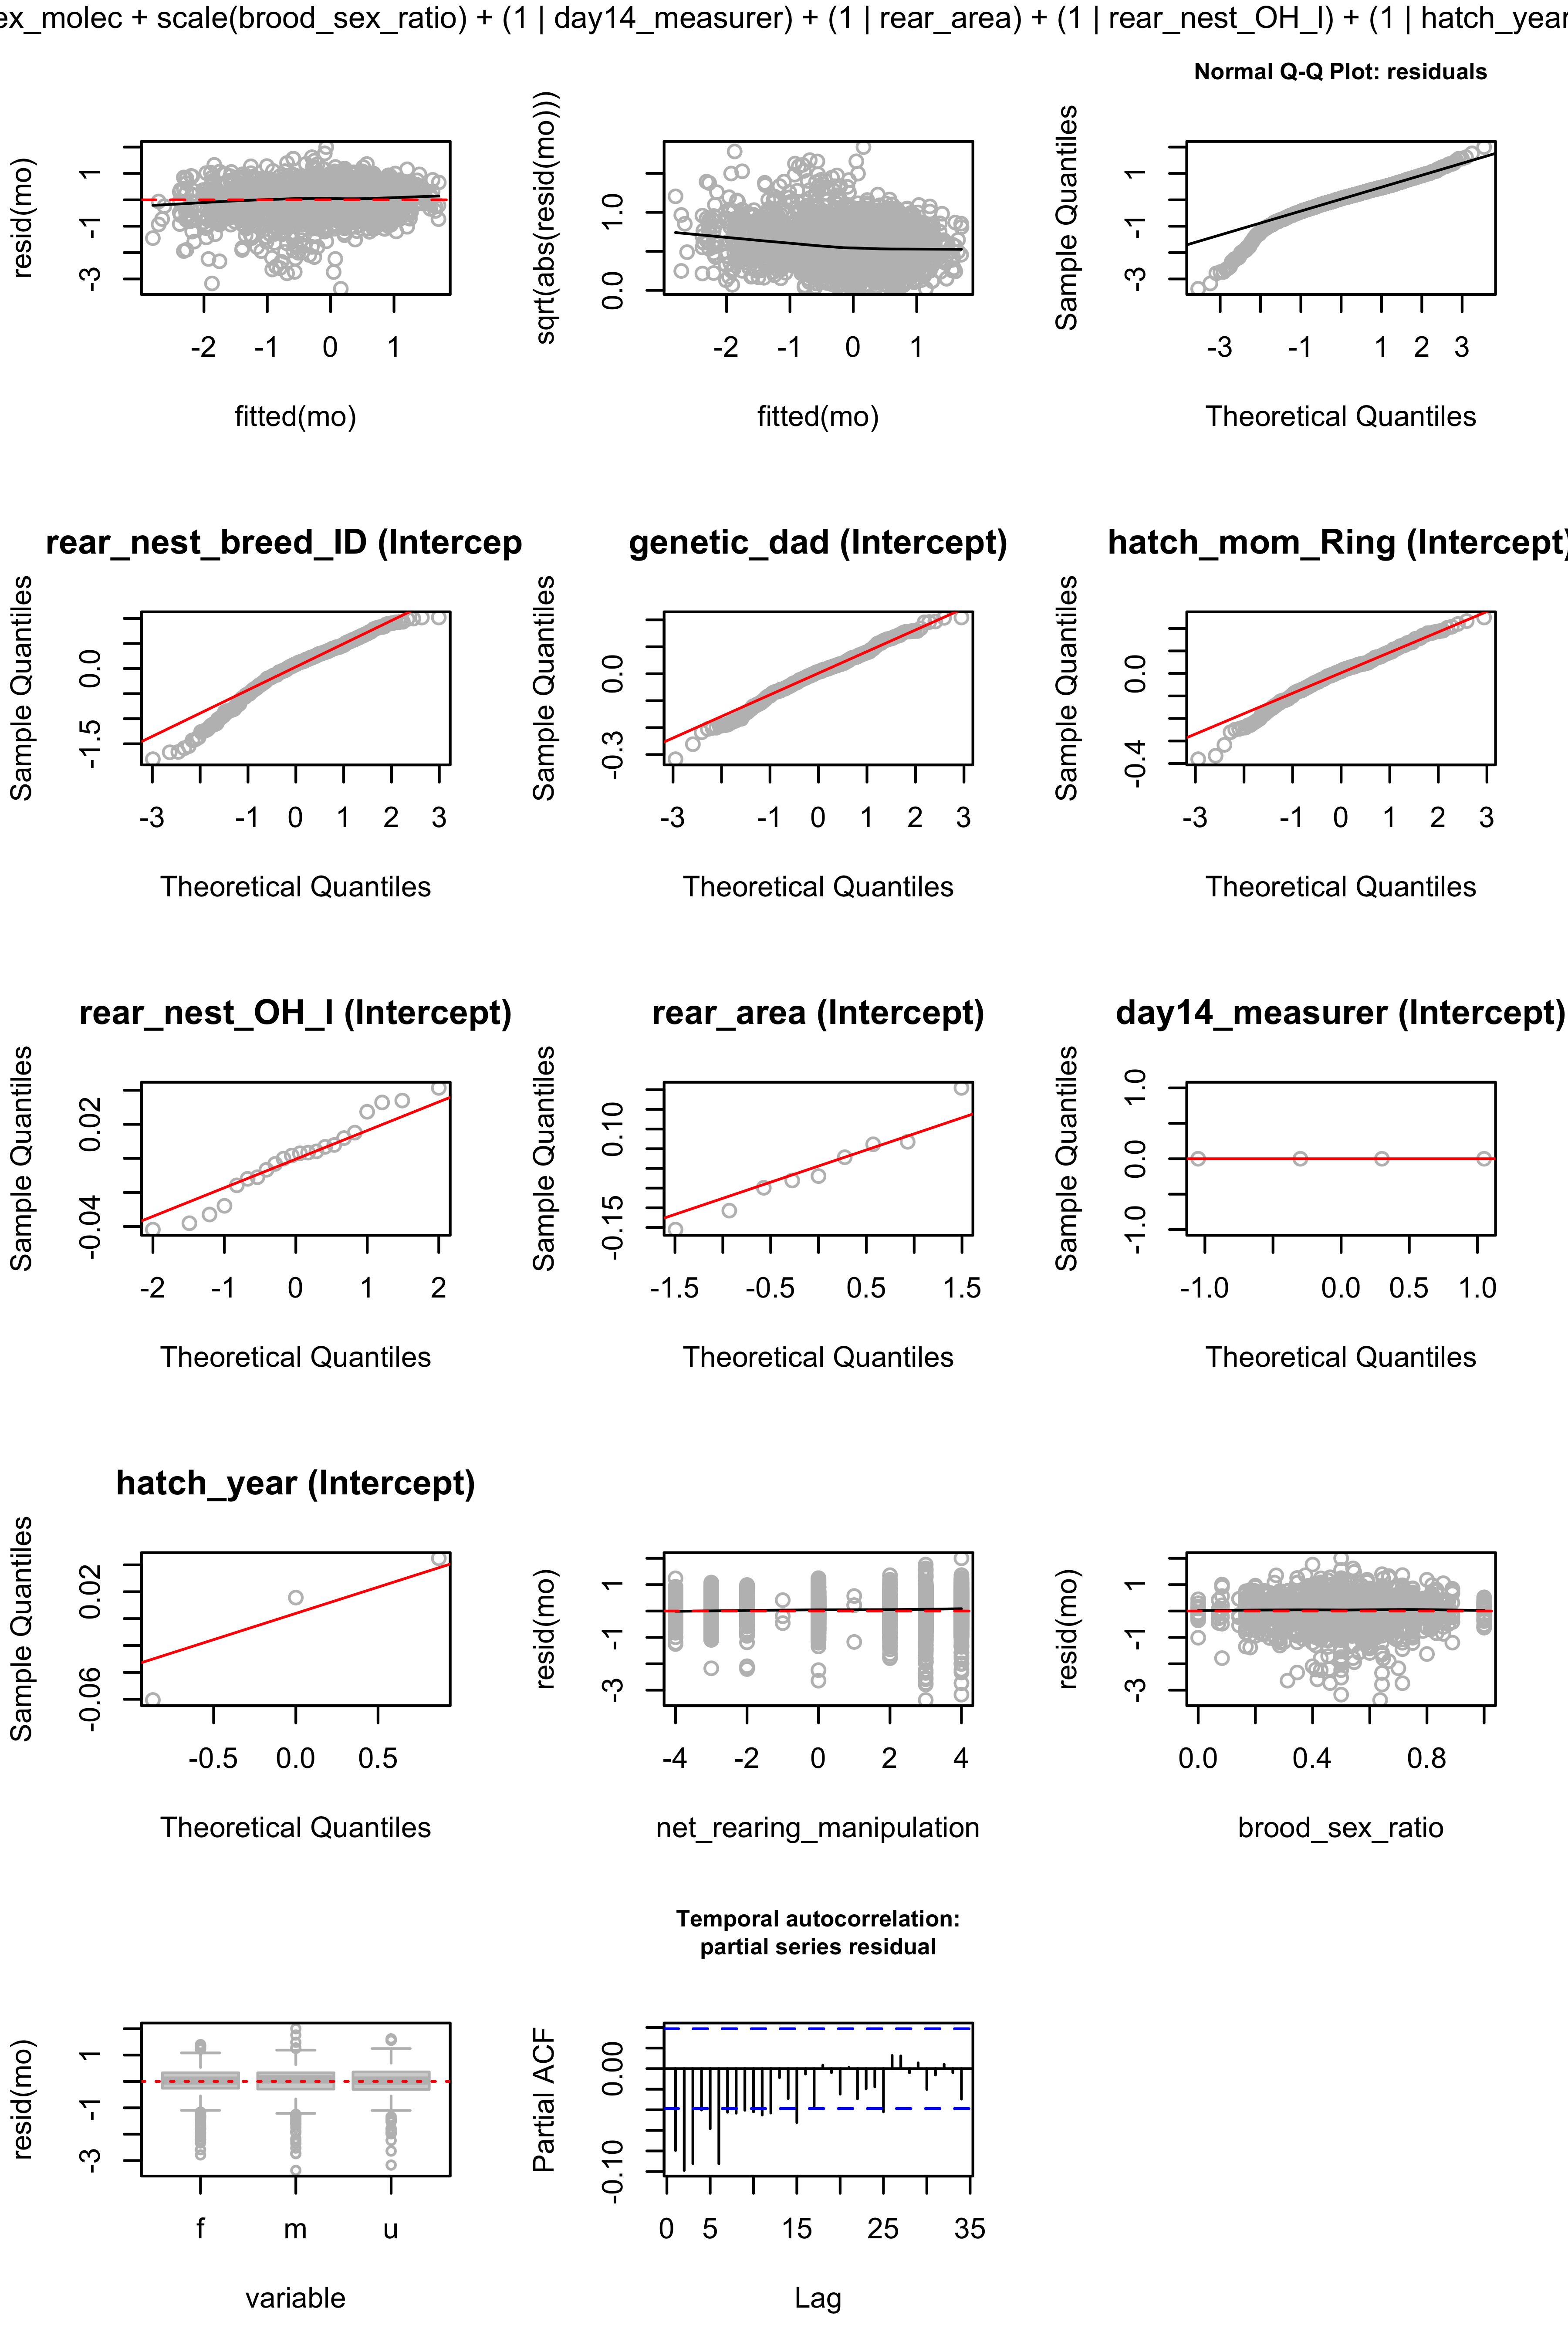 ex_molec + scale(brood_sex_ratio) + (1 | day14_measurer) + (1 | rear_area) + (1 | rear_nest_OH_l) + (1 | hatch_year
Normal Q-Q Plot: residuals
resid(mo)
1
-1
-3
-2 -1 0 1
fitted(mo)
sqrt(abs(resid(mo)))
1.0
0.0
-2 -1 0 1
fitted(mo)
Sample Quantiles
1
-1
-3
-3 -1 1 2 3
Theoretical Quantiles
rear_nest_breed_ID (Intercep
Sample Quantiles
0.0
-1.5
-3 -1 0 1 2 3
Theoretical Quantiles
genetic_dad (Intercept)
Sample Quantiles
0.0
-0.3
-3 -1 0 1 2 3
Theoretical Quantiles
hatch_mom_Ring (Intercept)
Sample Quantiles
0.0
-0.4
-3 -1 0 1 2 3
Theoretical Quantiles
rear_nest_OH_l (Intercept)
Sample Quantiles
0.02
-0.04
-2 -1 0 1 2
Theoretical Quantiles
rear_area (Intercept)
Sample Quantiles
0.10
-0.15
-1.5 -0.5 0.5 1.5
Theoretical Quantiles
day14_measurer (Intercept)
Sample Quantiles
1.0
0.0
-1.0
-1.0 0.0 0.5 1.0
Theoretical Quantiles
hatch_year (Intercept)
Sample Quantiles
0.02
-0.06
-0.5 0.0 0.5
Theoretical Quantiles
resid(mo)
1
-1
-3
-4 -2 0 2 4
net_rearing_manipulation
resid(mo)
1
-1
-3
0.0 0.4 0.8
brood_sex_ratio
resid(mo)
1
-1
-3
f m u
variable
Temporal autocorrelation:
partial series residual
Partial ACF
0.00
-0.10
0 5 15 25 35
Lag